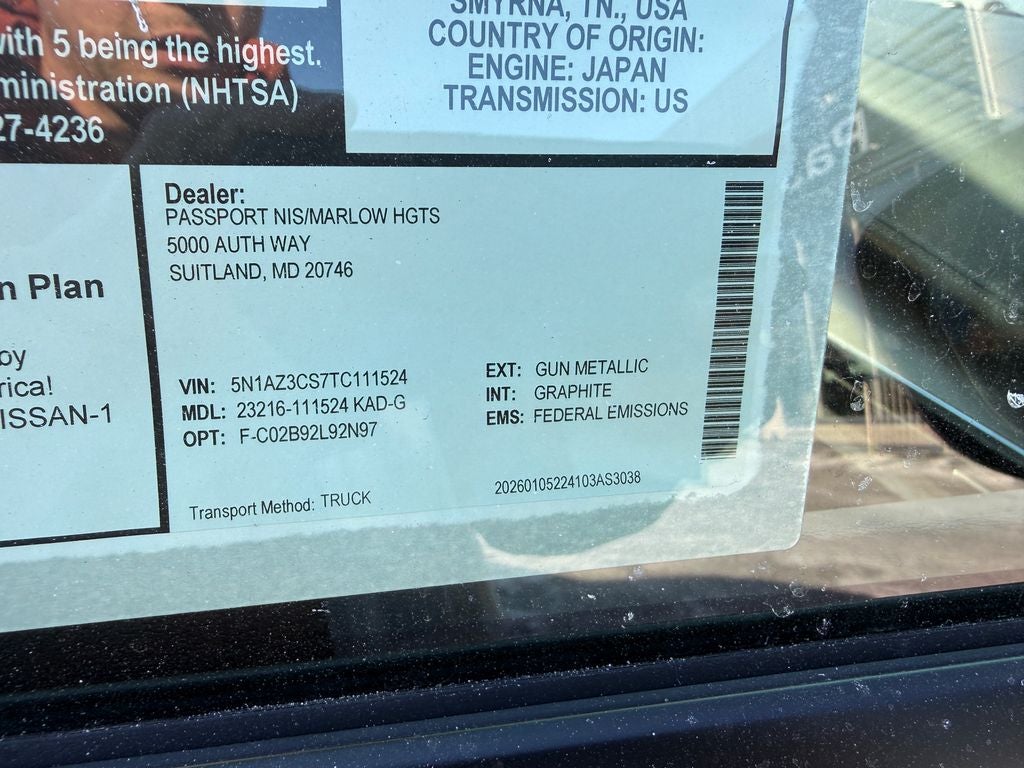 with 5 being the highest.
ministration (NHTSA)
27-4236
SMYRNA, TN., USA
COUNTRY OF ORIGIN:
ENGINE: JAPAN
TRANSMISSION: US
n Plan
oy
rica!
ISSAN-1
Dealer:
PASSPORT NIS/MARLOW HGTS
5000 AUTH WAY
SUITLAND, MD 20746
VIN: 5N1AZ3CS7TC111524
MDL: 23216-111524 KAD-G
OPT: F-C02B92L92N97
EXT: GUN METALLIC
INT: GRAPHITE
EMS: FEDERAL EMISSIONS
Transport Method: TRUCK
20260105224103AS3038